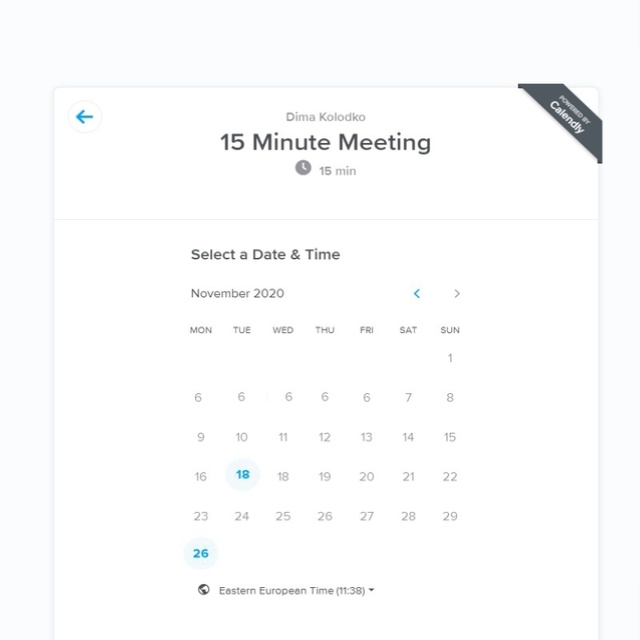 POWERED BY
Calendly
Dima Kolodko
15 Minute Meeting
15 min
Select a Date & Time
November 2020
MON TUE WED THU FRI SAT SUN
1
6 6 6 6 6 7 8
9 10 11 12 13 14 15
16 18 18 19 20 21 22
23 24 25 26 27 28 29
26
Eastern European Time (11:38)